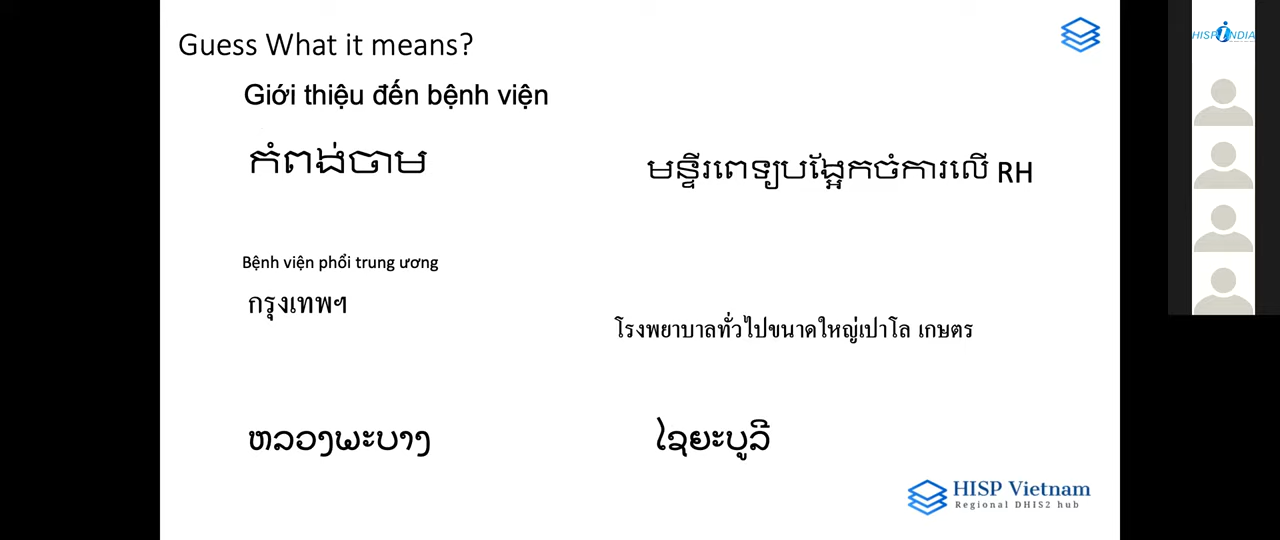 Guess What it means?
Giới thiệu đến bệnh viện
កំពង់ចាម
មន្ទីរពេទ្យបង្អែកចំការលើ RH
Bệnh viện phổi trung ương
กรุงเทพฯ
โรงพยาบาลทั่วไปขนาดใหญ่เปาโล เกษตร
ຫລວງພະບາງ
ໄຊຍະບູລີ
HISP Vietnam
Regional DHIS2 hub
HISP INDIA